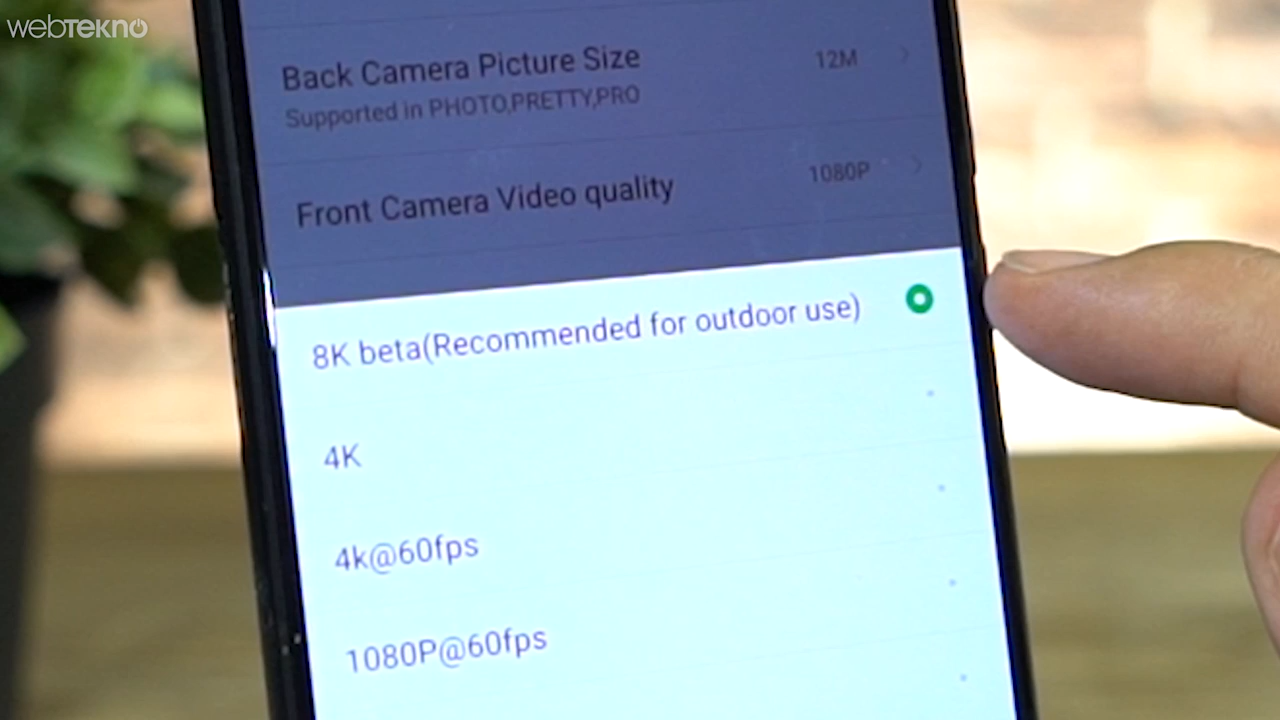 webTEKNO
Back Camera Picture Size
12M
Supported in PHOTO,PRETTY,PRO
Front Camera Video quality
1080P
8K beta(Recommended for outdoor use)
4K
4k@60fps
1080P@60fps